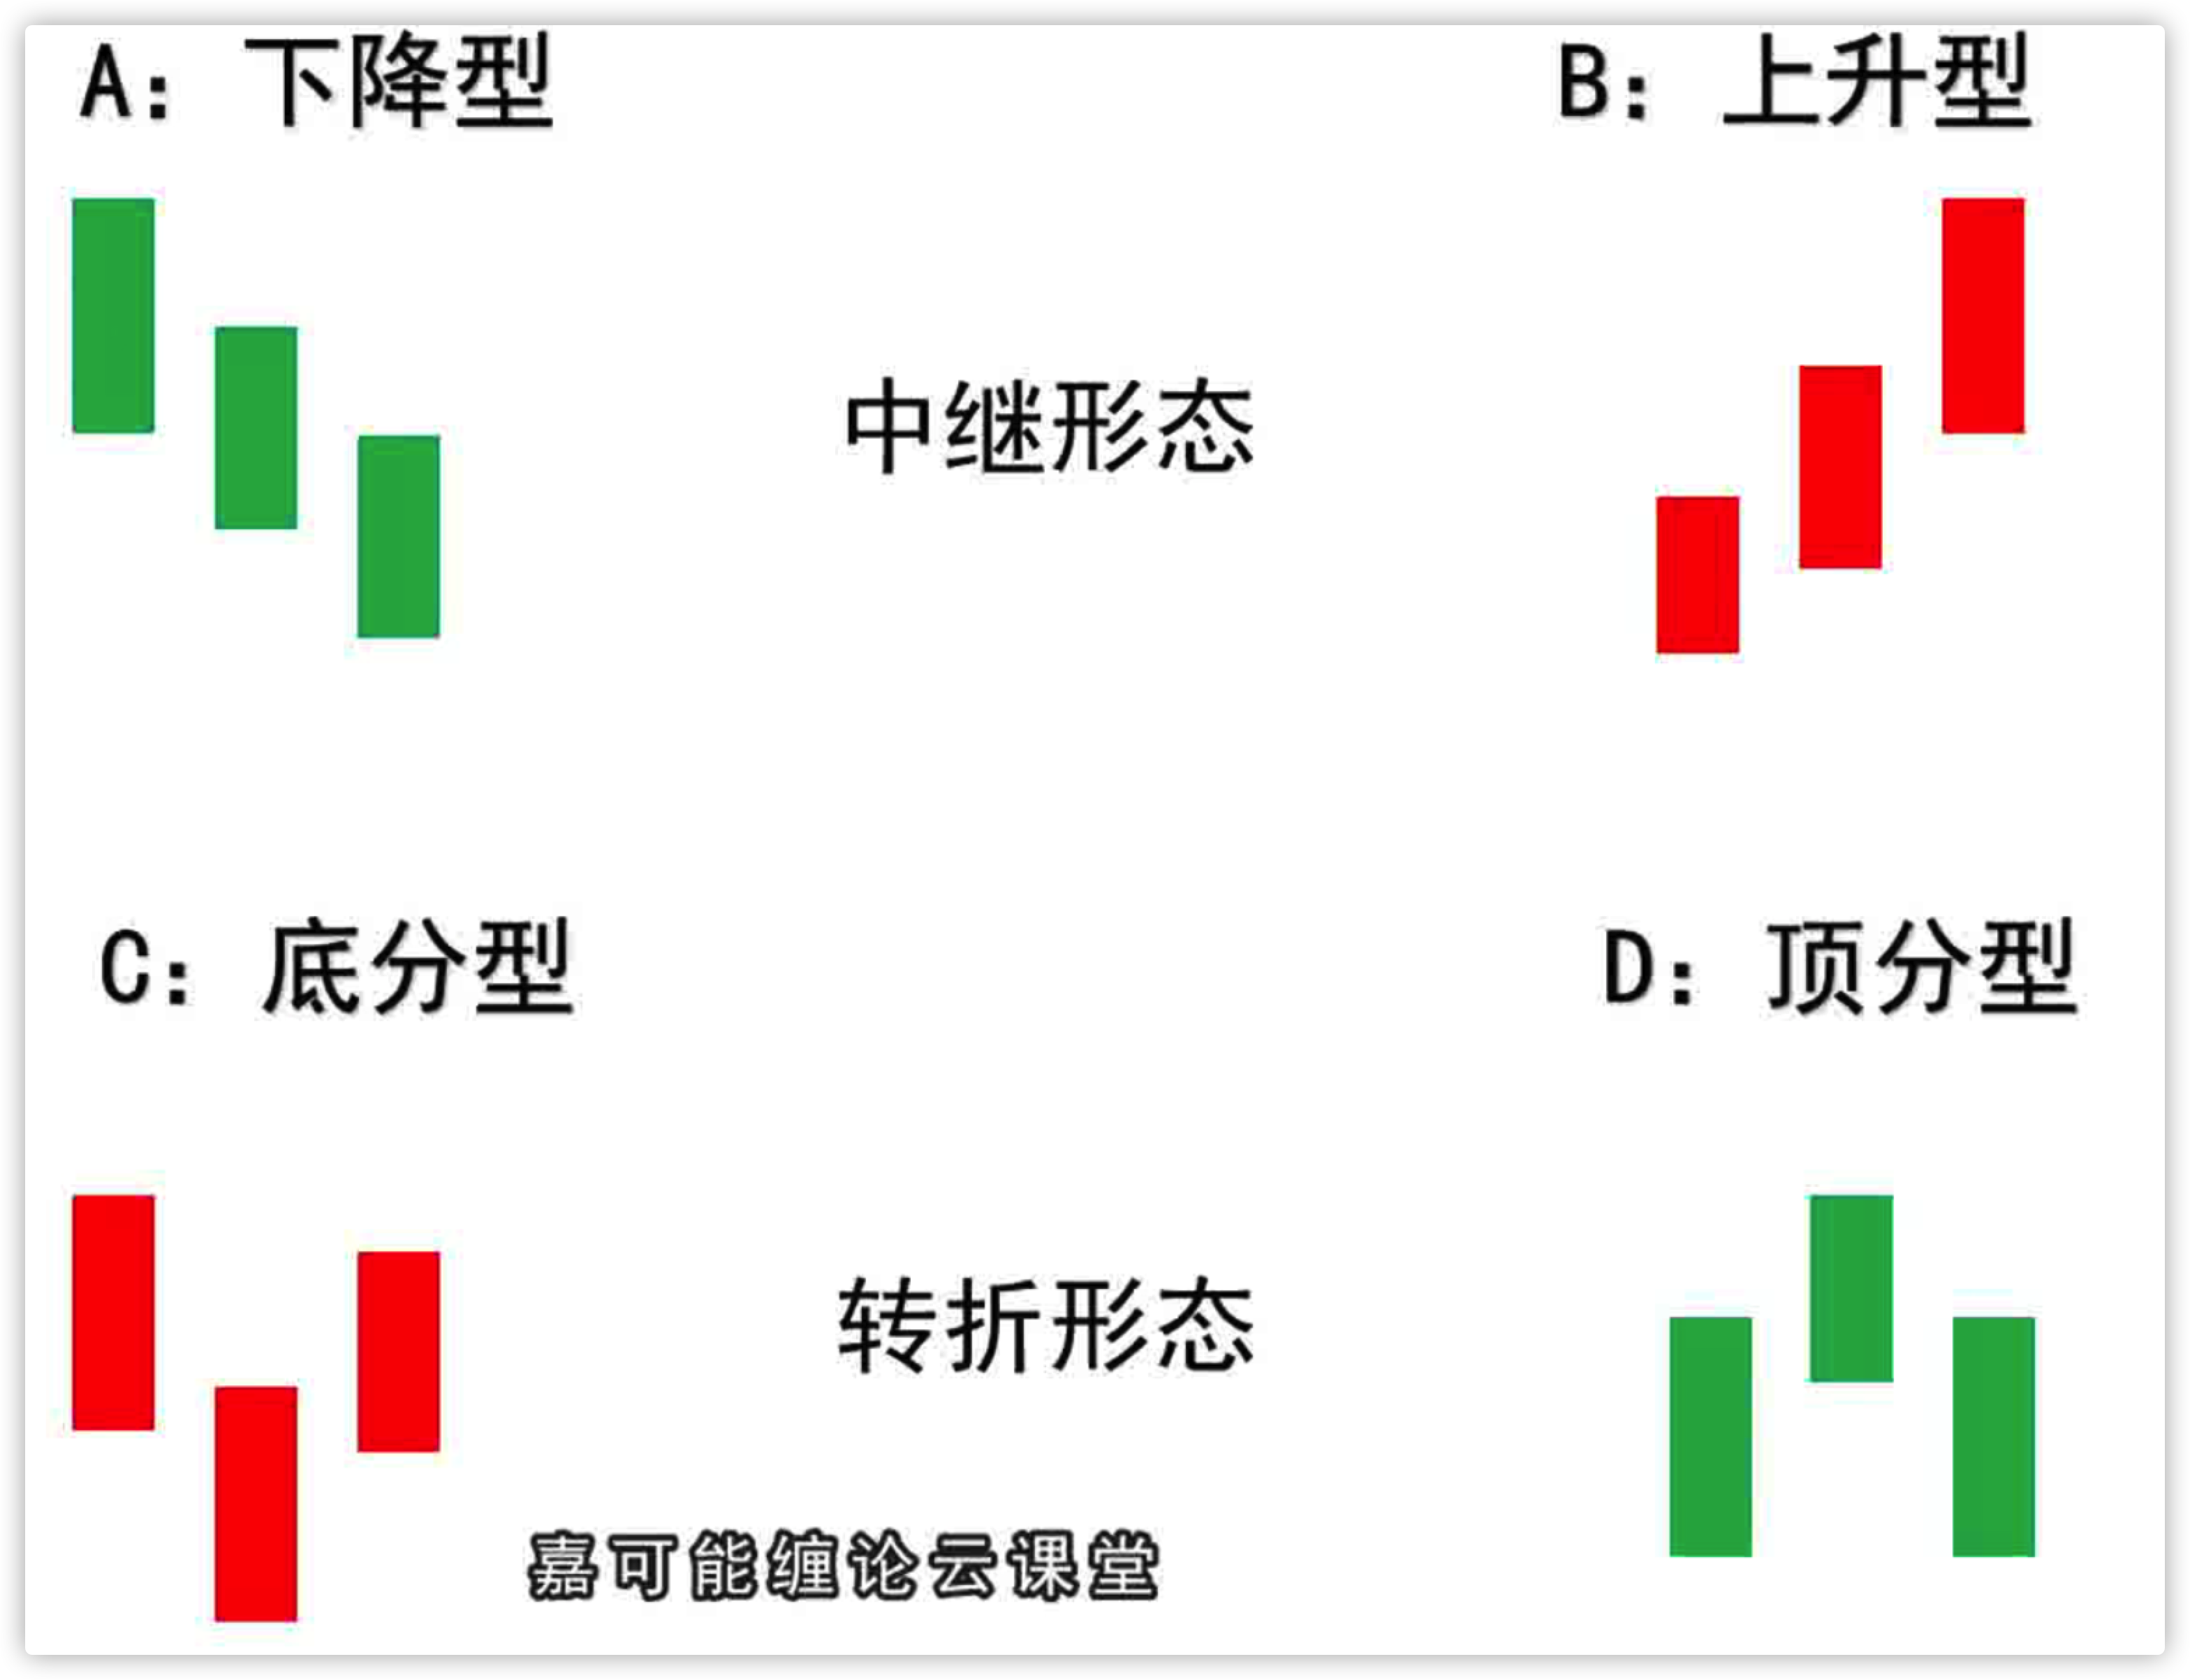 A：下降型
B：上升型
中继形态
C：底分型
D：顶分型
转折形态
嘉可能缠论云课堂